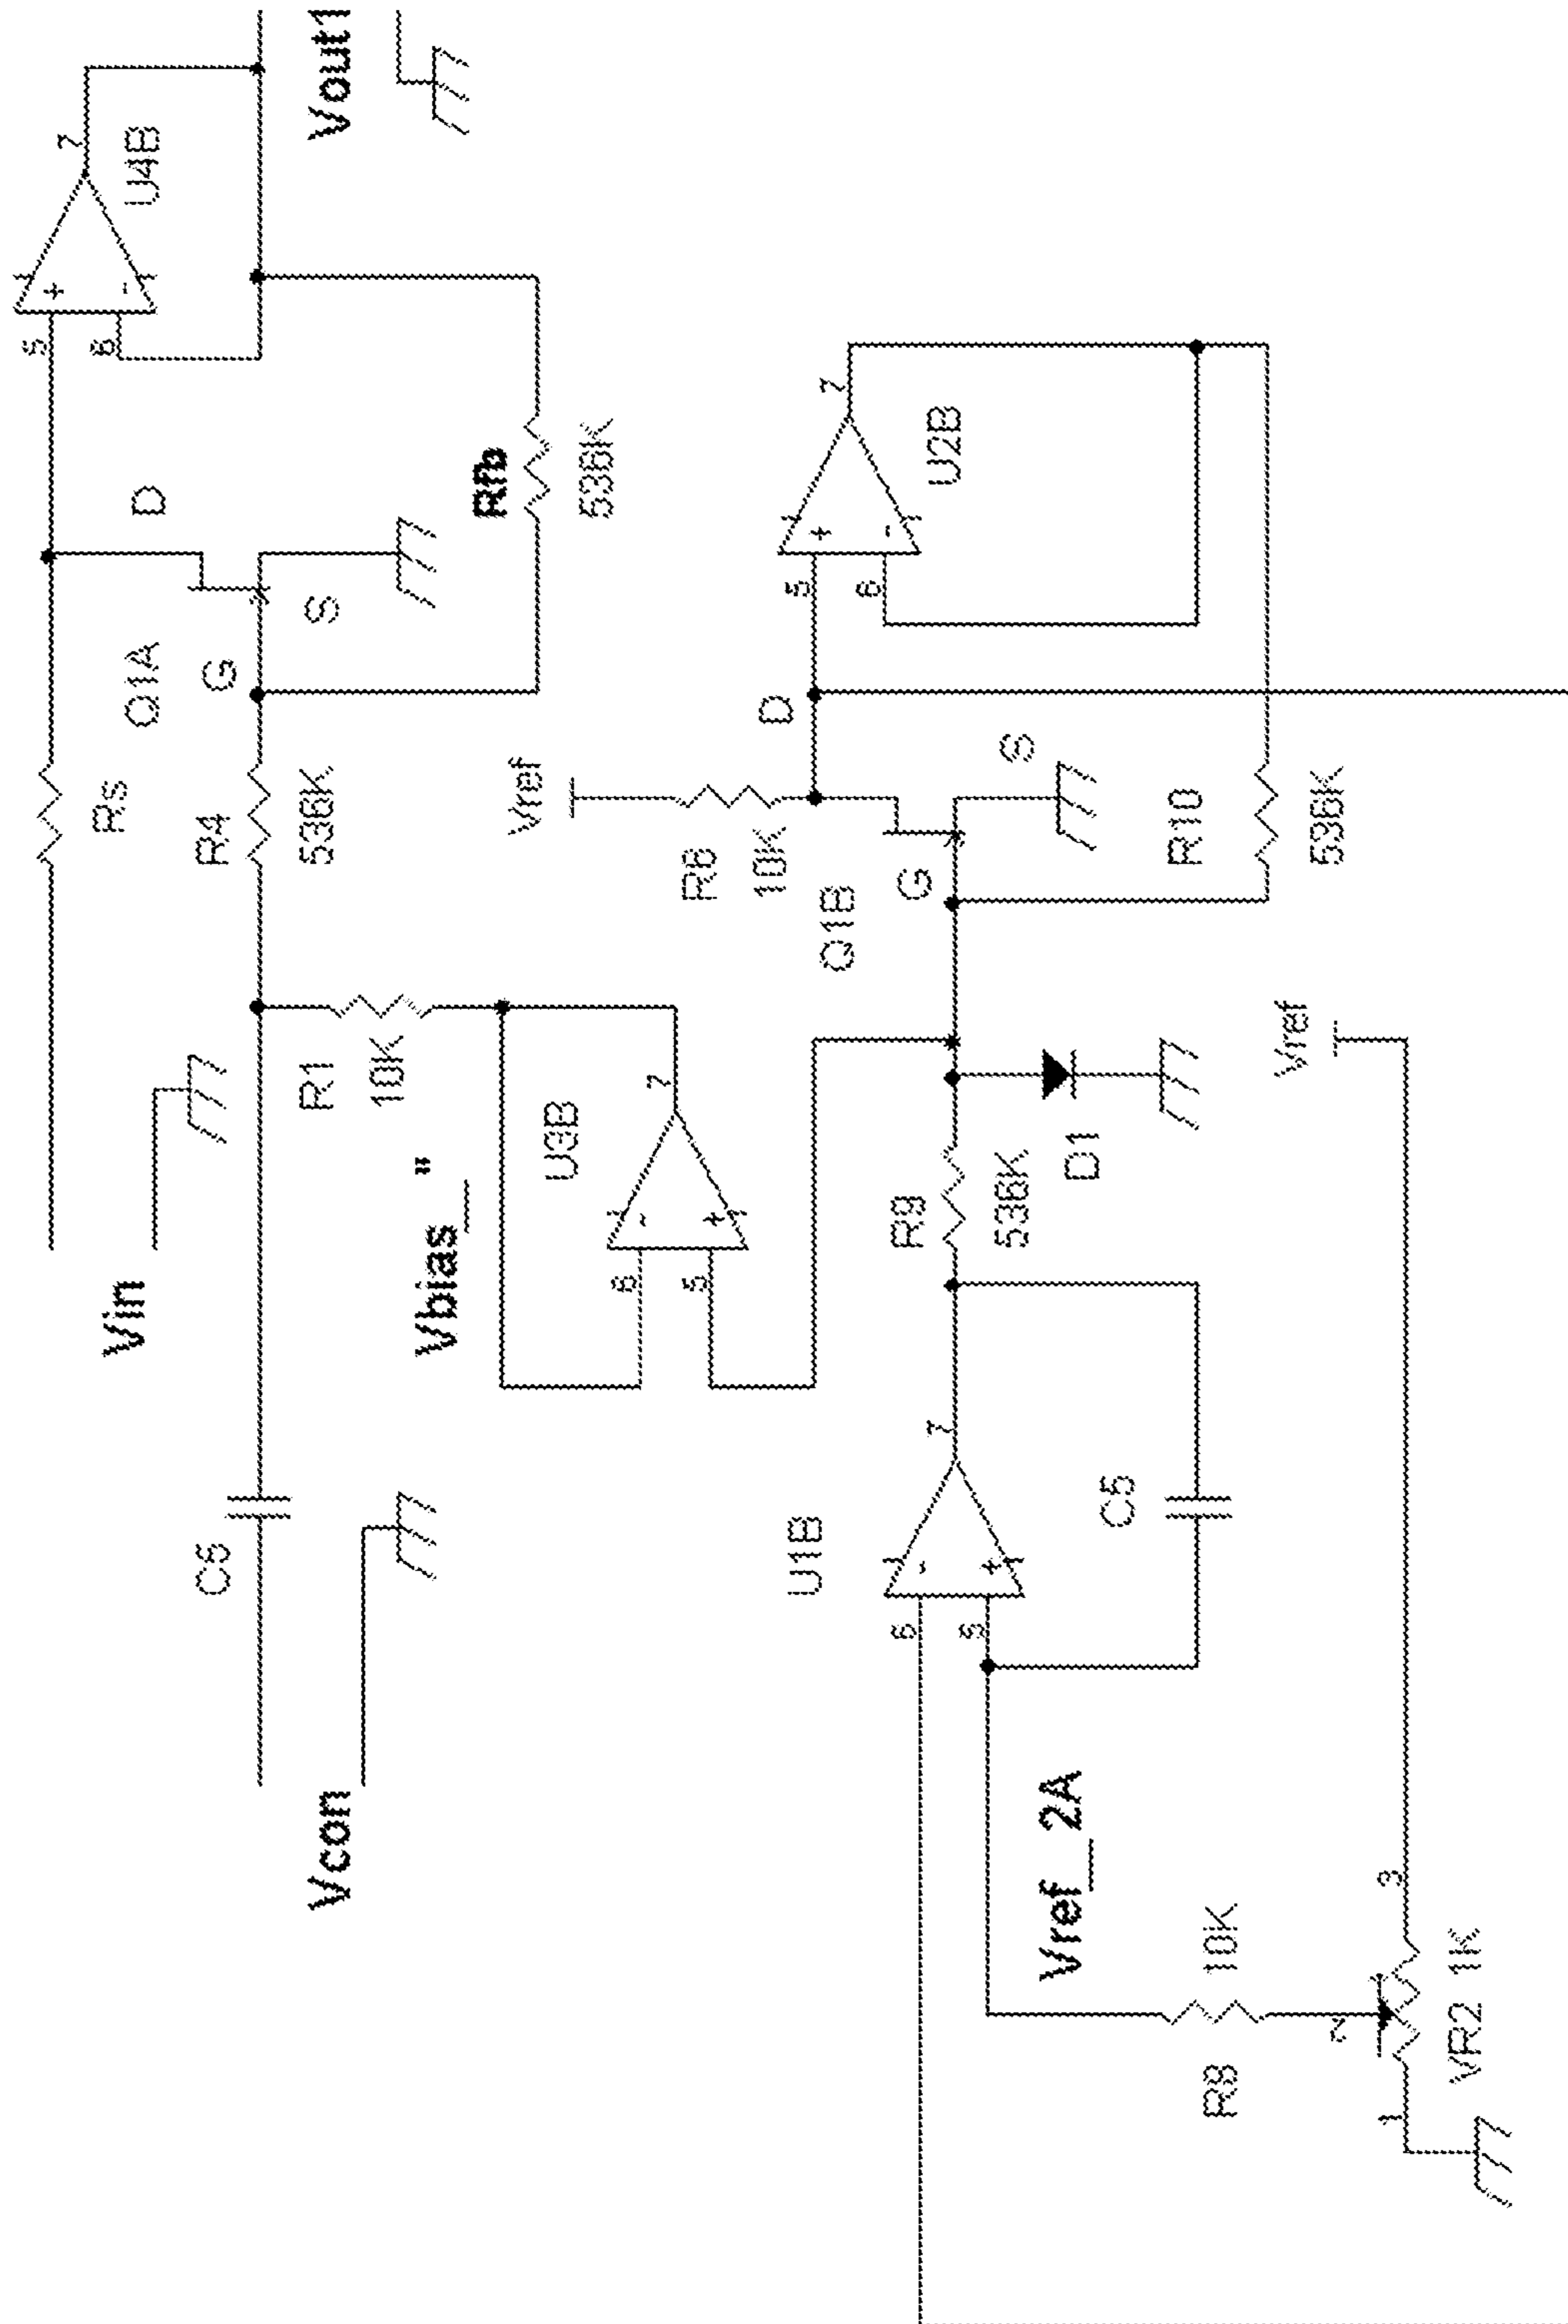 Vin
Rs
Q1A
D
5
+
6
-
7
U4B
Vout1
Vcon
C6
R1
10K
R4
536K
G
S
Rfb
536K
Vbias_"
6
-
5
+
U3B
7
Vref
R6
10K
D
Q1B
G
S
5
+
6
-
7
U2B
R10
536K
Vref_2A
6
-
5
+
U1B
7
C5
R9
536K
D1
Vref
R8
10K
2
1
3
VR2 1K